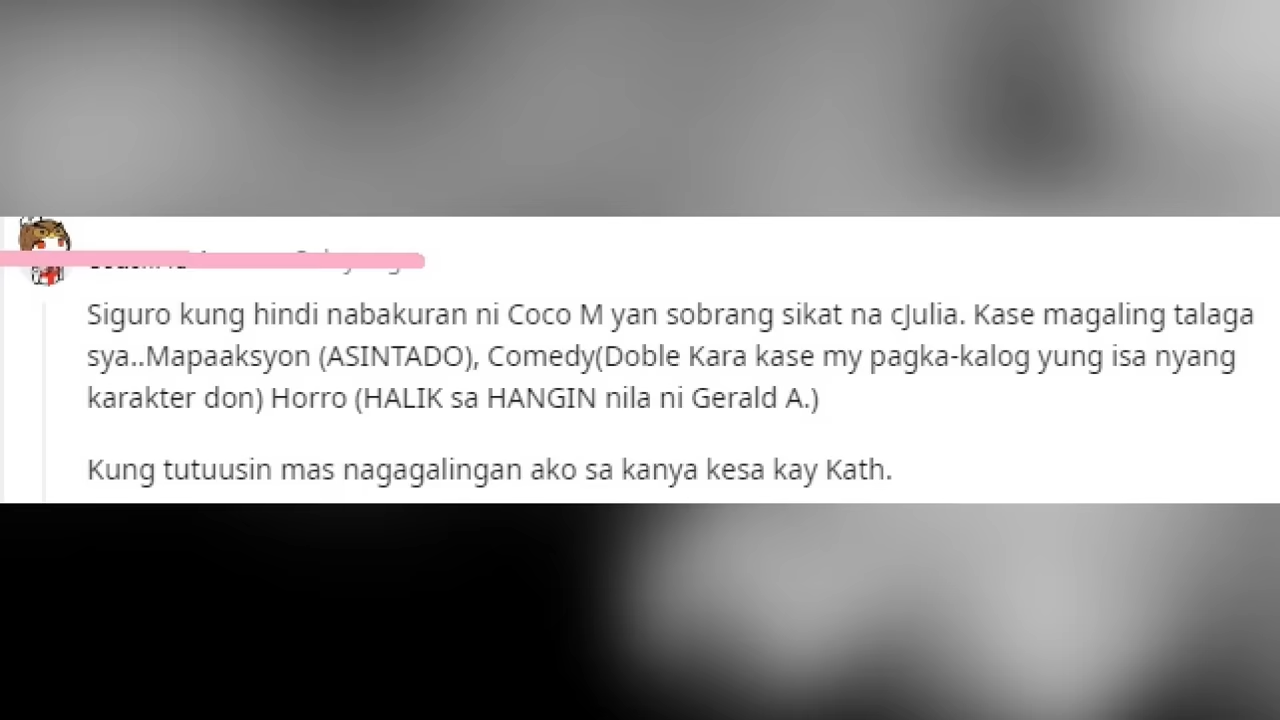 Siguro kung hindi nabakuran ni Coco M yan sobrang sikat na cJulia. Kase magaling talaga
sya..Mapaaksyon (ASINTADO), Comedy(Doble Kara kase my pagka-kalog yung isa nyang
karakter don) Horro (HALIK sa HANGIN nila ni Gerald A.)
Kung tutuusin mas nagagalingan ako sa kanya kesa kay Kath.